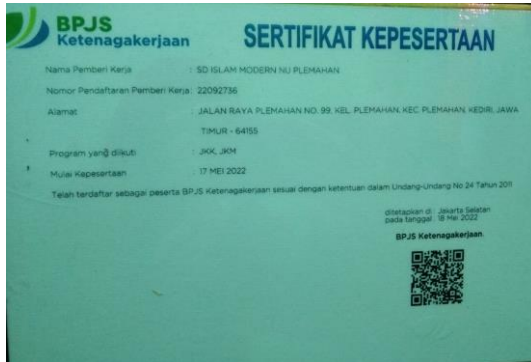 BPJS
Ketenagakerjaan
SERTIFIKAT KEPESERTAAN
Nama Pemberi Kerja : SD ISLAM MODERN NU PLEMAHAN
Nomor Pendaftaran Pemberi Kerja : 22092736
Alamat : JALAN RAYA PLEMAHAN NO. 99, KEL. PLEMAHAN, KEC. PLEMAHAN, KEDIRI, JAWA
TIMUR - 64155
Program yang diikuti : JKK, JKM
Mulai Kepesertaan : 17 MEI 2022
Telah terdaftar sebagai peserta BPJS Ketenagakerjaan sesuai dengan ketentuan dalam Undang-Undang No 24 Tahun 2011
ditetapkan di : Jakarta Selatan
pada tanggal : 18 Mei 2022
BPJS Ketenagakerjaan